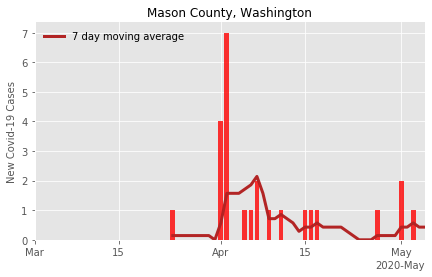 Mason County, Washington
7 day moving average
New Covid-19 Cases
7
6
5
4
3
2
1
0
Mar
15
Apr
15
May
2020-May